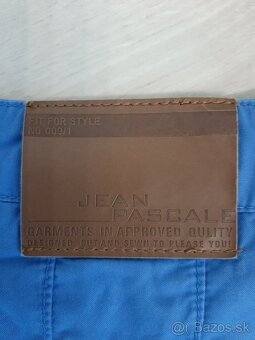 FIT FOR STYLE
NO 009/1
JEAN
PASCALE
GARMENTS IN APPROVED QULITY
DESIGNED, CUT AND SEWN TO PLEASE YOU!
Bazos.sk